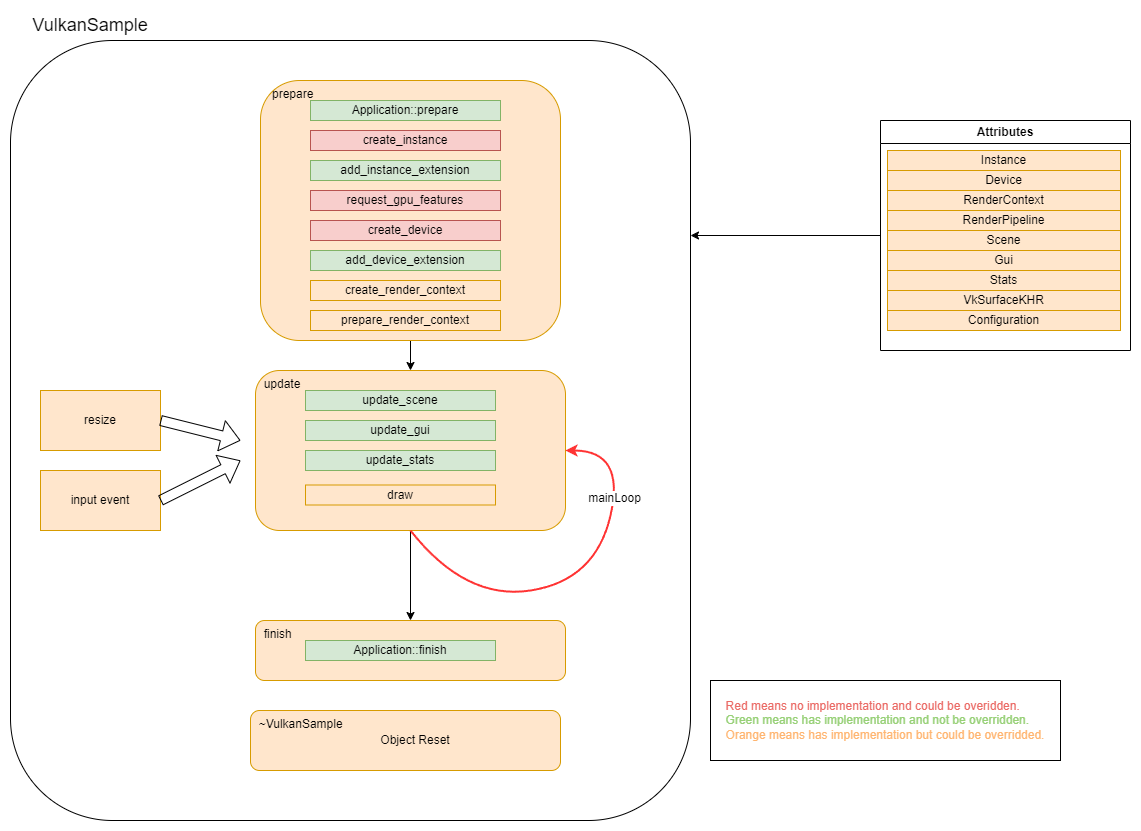 VulkanSample
prepare
Application::prepare
create_instance
add_instance_extension
request_gpu_features
create_device
add_device_extension
create_render_context
prepare_render_context
update
update_scene
update_gui
update_stats
draw
resize
input event
mainLoop
finish
Application::finish
~VulkanSample
Object Reset
Attributes
Instance
Device
RenderContext
RenderPipeline
Scene
Gui
Stats
VkSurfaceKHR
Configuration
Red means no implementation and could be overidden.
Green means has implementation and not be overridden.
Orange means has implementation but could be overridded.